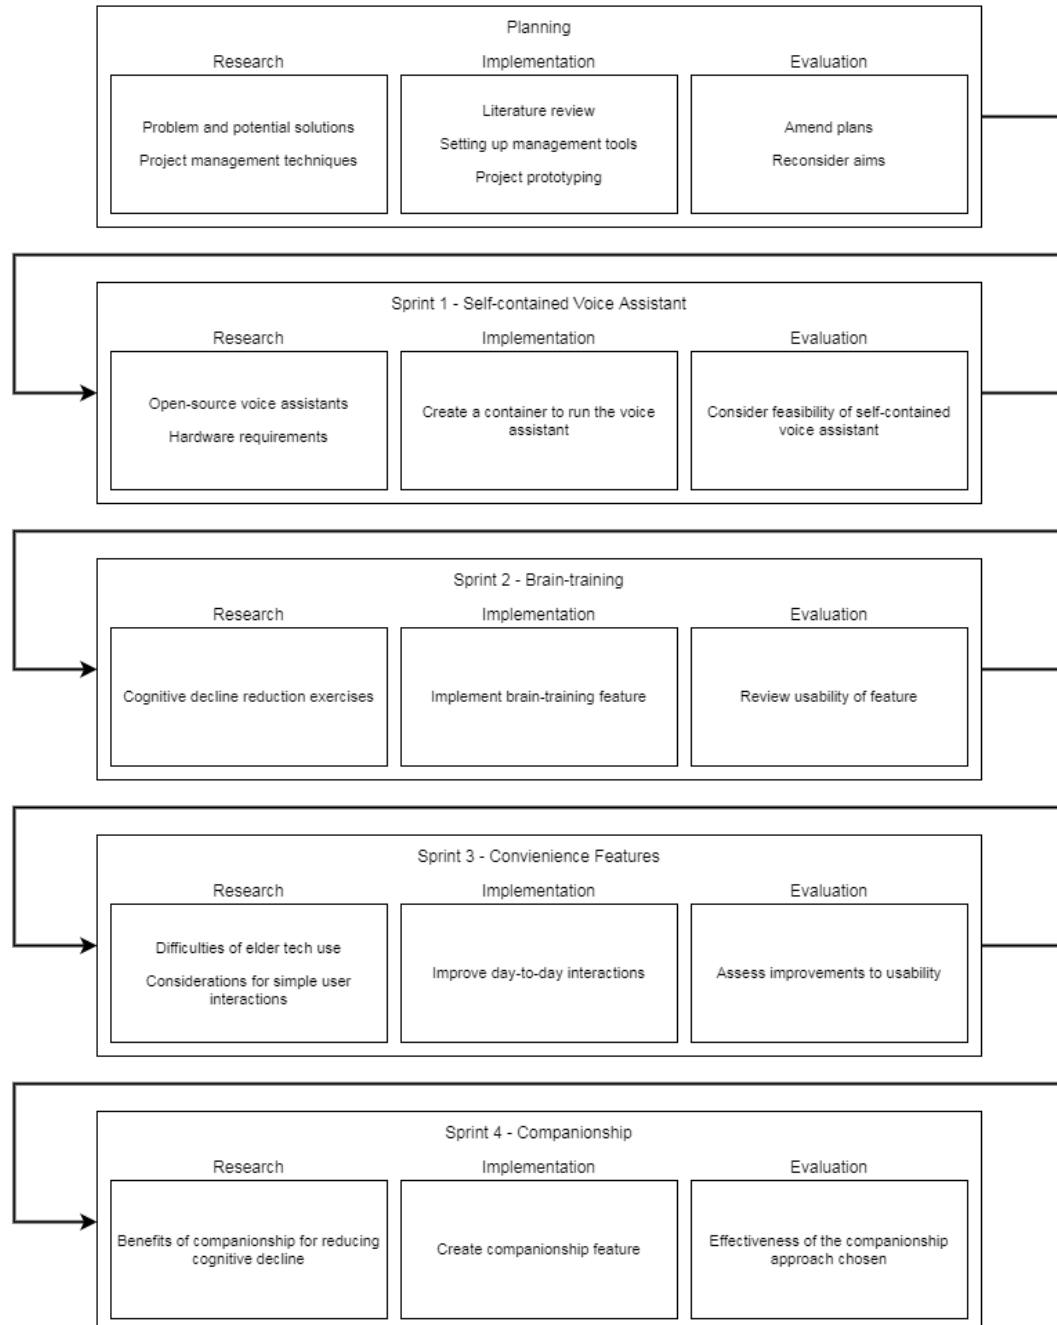 Planning
Research
Implementation
Evaluation
Problem and potential solutions
Project management techniques
Literature review
Setting up management tools
Project prototyping
Amend plans
Reconsider aims
Sprint 1 - Self-contained Voice Assistant
Research
Implementation
Evaluation
Open-source voice assistants
Hardware requirements
Create a container to run the voice
assistant
Consider feasibility of self-contained
voice assistant
Sprint 2 - Brain-training
Research
Implementation
Evaluation
Cognitive decline reduction exercises
Implement brain-training feature
Review usability of feature
Sprint 3 - Convienience Features
Research
Implementation
Evaluation
Difficulties of elder tech use
Considerations for simple user
interactions
Improve day-to-day interactions
Assess improvements to usability
Sprint 4 - Companionship
Research
Implementation
Evaluation
Benefits of companionship for reducing
cognitive decline
Create companionship feature
Effectiveness of the companionship
approach chosen